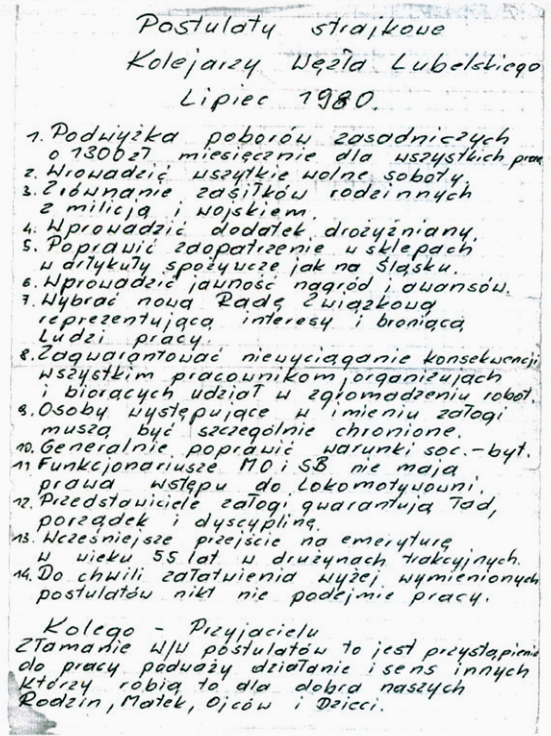 Postulaty strajkowe
Kolejarzy Węzła Lubelskiego
Lipiec 1980.
1. Podwyżka poborów zasadniczych
o 1300 zł miesięcznie dla wszystkich prac
2. Wrowadzić wszytkie wolne soboty.
3. Zrównanie zasiłków rodzinnych
z milicją i wojskiem.
4. Wprowadzić dodatek drożyźniany.
5. Poprawić zaopatrzenie w sklepach
w artykuły spożywcze jak na Śląsku.
6. Wprowadzić jawność nagród i awansów.
7. Wybrać nową Radę Związkową
reprezentującą interesy i broniącą
Ludzi pracy.
8. Zagwarantować niewyciąganie konsekwencji
wszystkim pracownikom, organizujach
i bioracych udział w zgromadzeniu robot.
9. Osoby występujące w imieniu załogi
muszą być szczególnie chronione.
10. Generalnie poprawić warunki soc.-byt.
11 Funkcjonariusze MO i SB nie mają
prawa wstępu do Lokomotywowni.
12. Przedstawiciele załogi gwarantują Ład,
porządek i dyscyplinę.
13. Wcześniejsze przejście na emeryturę
w wieku 55 lat w drużynach trakcyjnych.
14. Do chwili załatwienia wyżej wymienionych
postulatów nikt nie podejmie pracy.
Kolego - Przyjacielu
Złamanie w/w postulatów to jest przystąpienie
do pracy podważy działanie i sens innych
którzy robią to dla dobra naszych
Rodzin, Matek, Ojców i Dzieci.